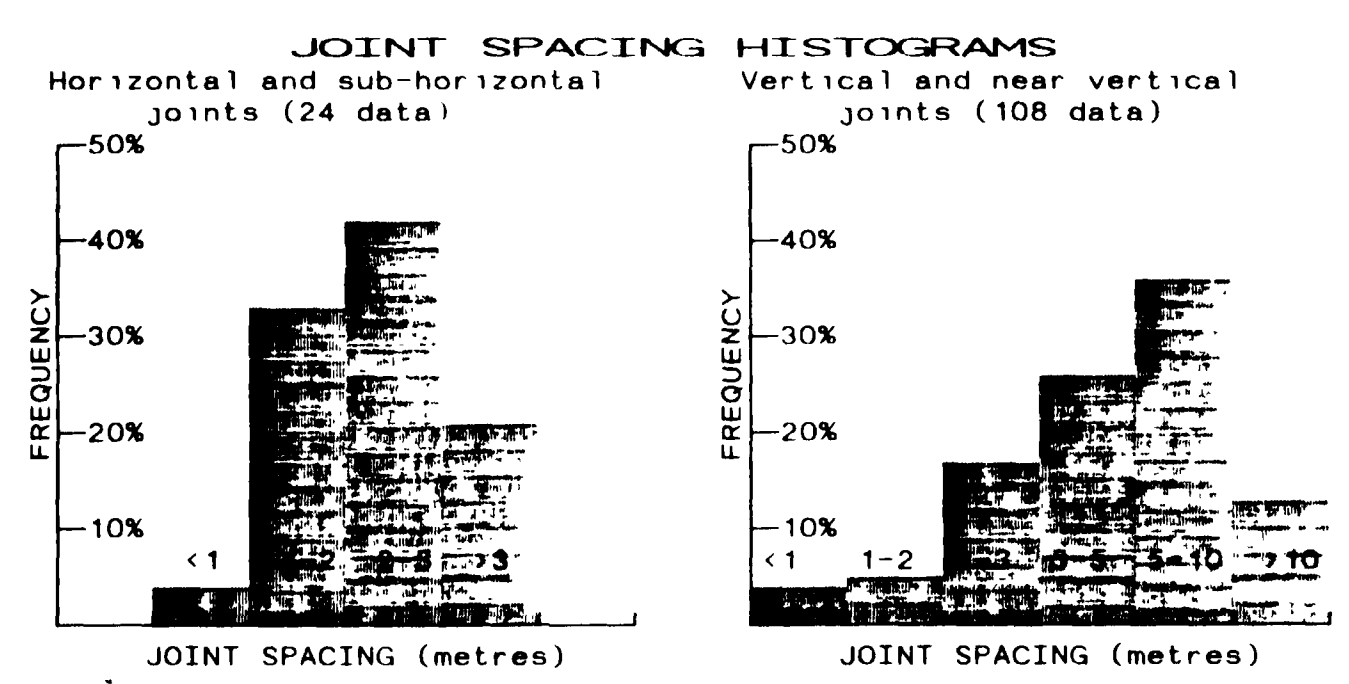 JOINT SPACING HISTOGRAMS
Horizontal and sub-horizontal
joints (24 data)
50%
40%
30%
20%
10%
FREQUENCY
<1
>3
JOINT SPACING (metres)
Vertical and near vertical
joints (108 data)
50%
40%
30%
20%
10%
FREQUENCY
<1 1-2 5-10 >10
JOINT SPACING (metres)